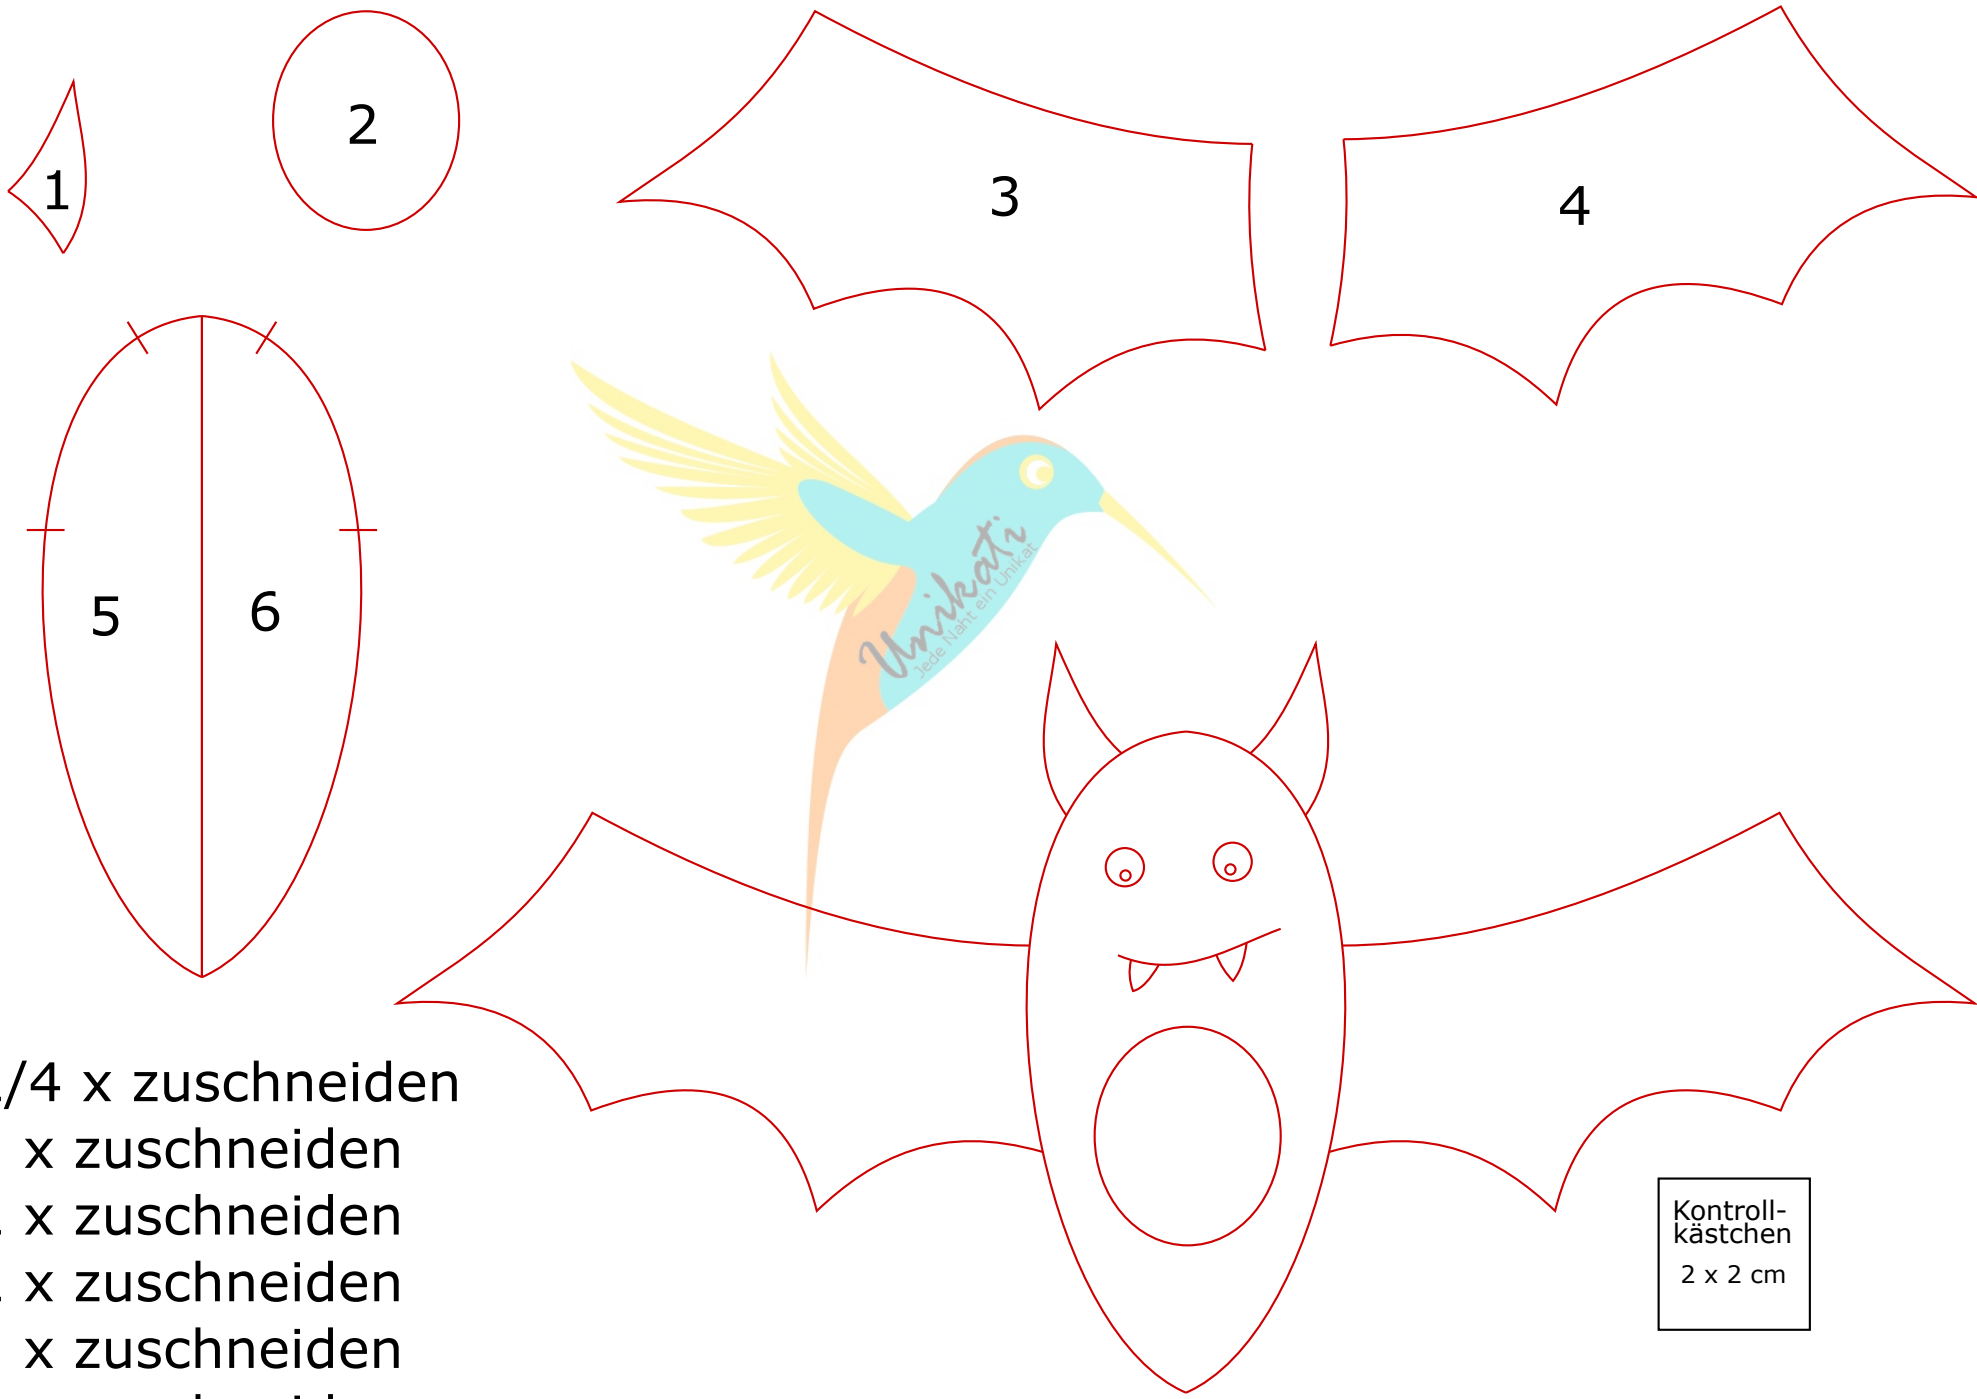 1
2
3
4
5
6
Unikati
Jede Naht ein Unikat
/4 x zuschneiden
x zuschneiden
x zuschneiden
x zuschneiden
x zuschneiden
Kontroll-
kästchen
2 x 2 cm